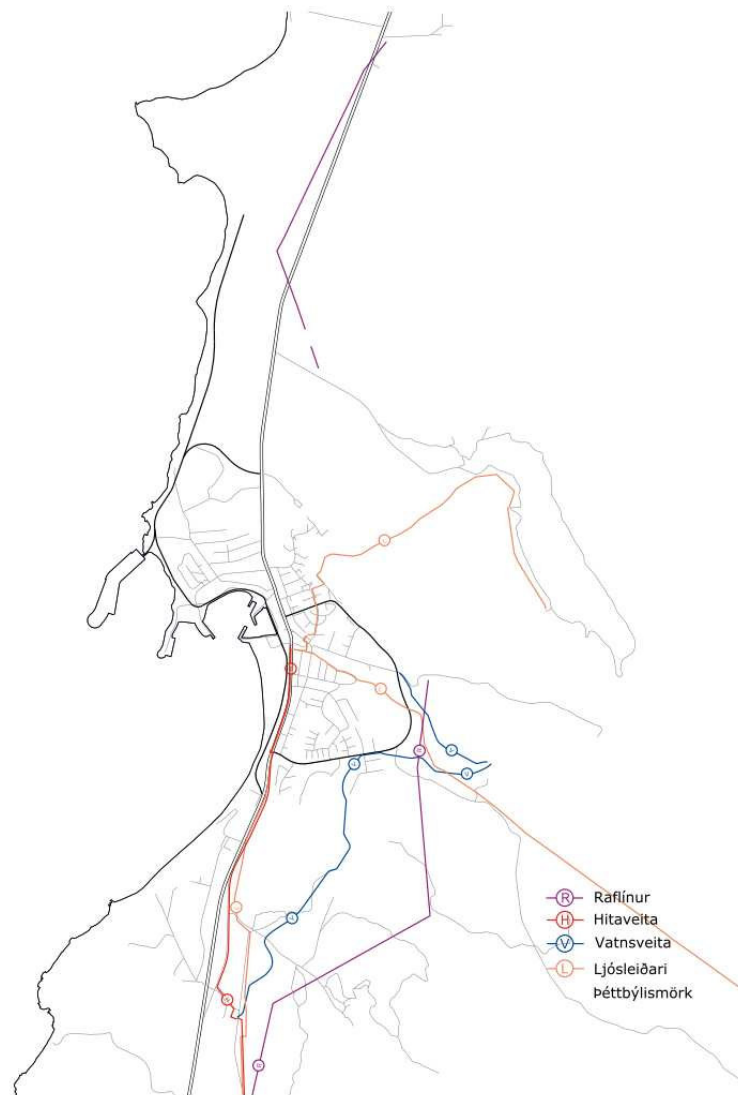 R Raflínur
H Hitaveita
V Vatnsveita
L Ljósleiðari
Þéttbýlismörk